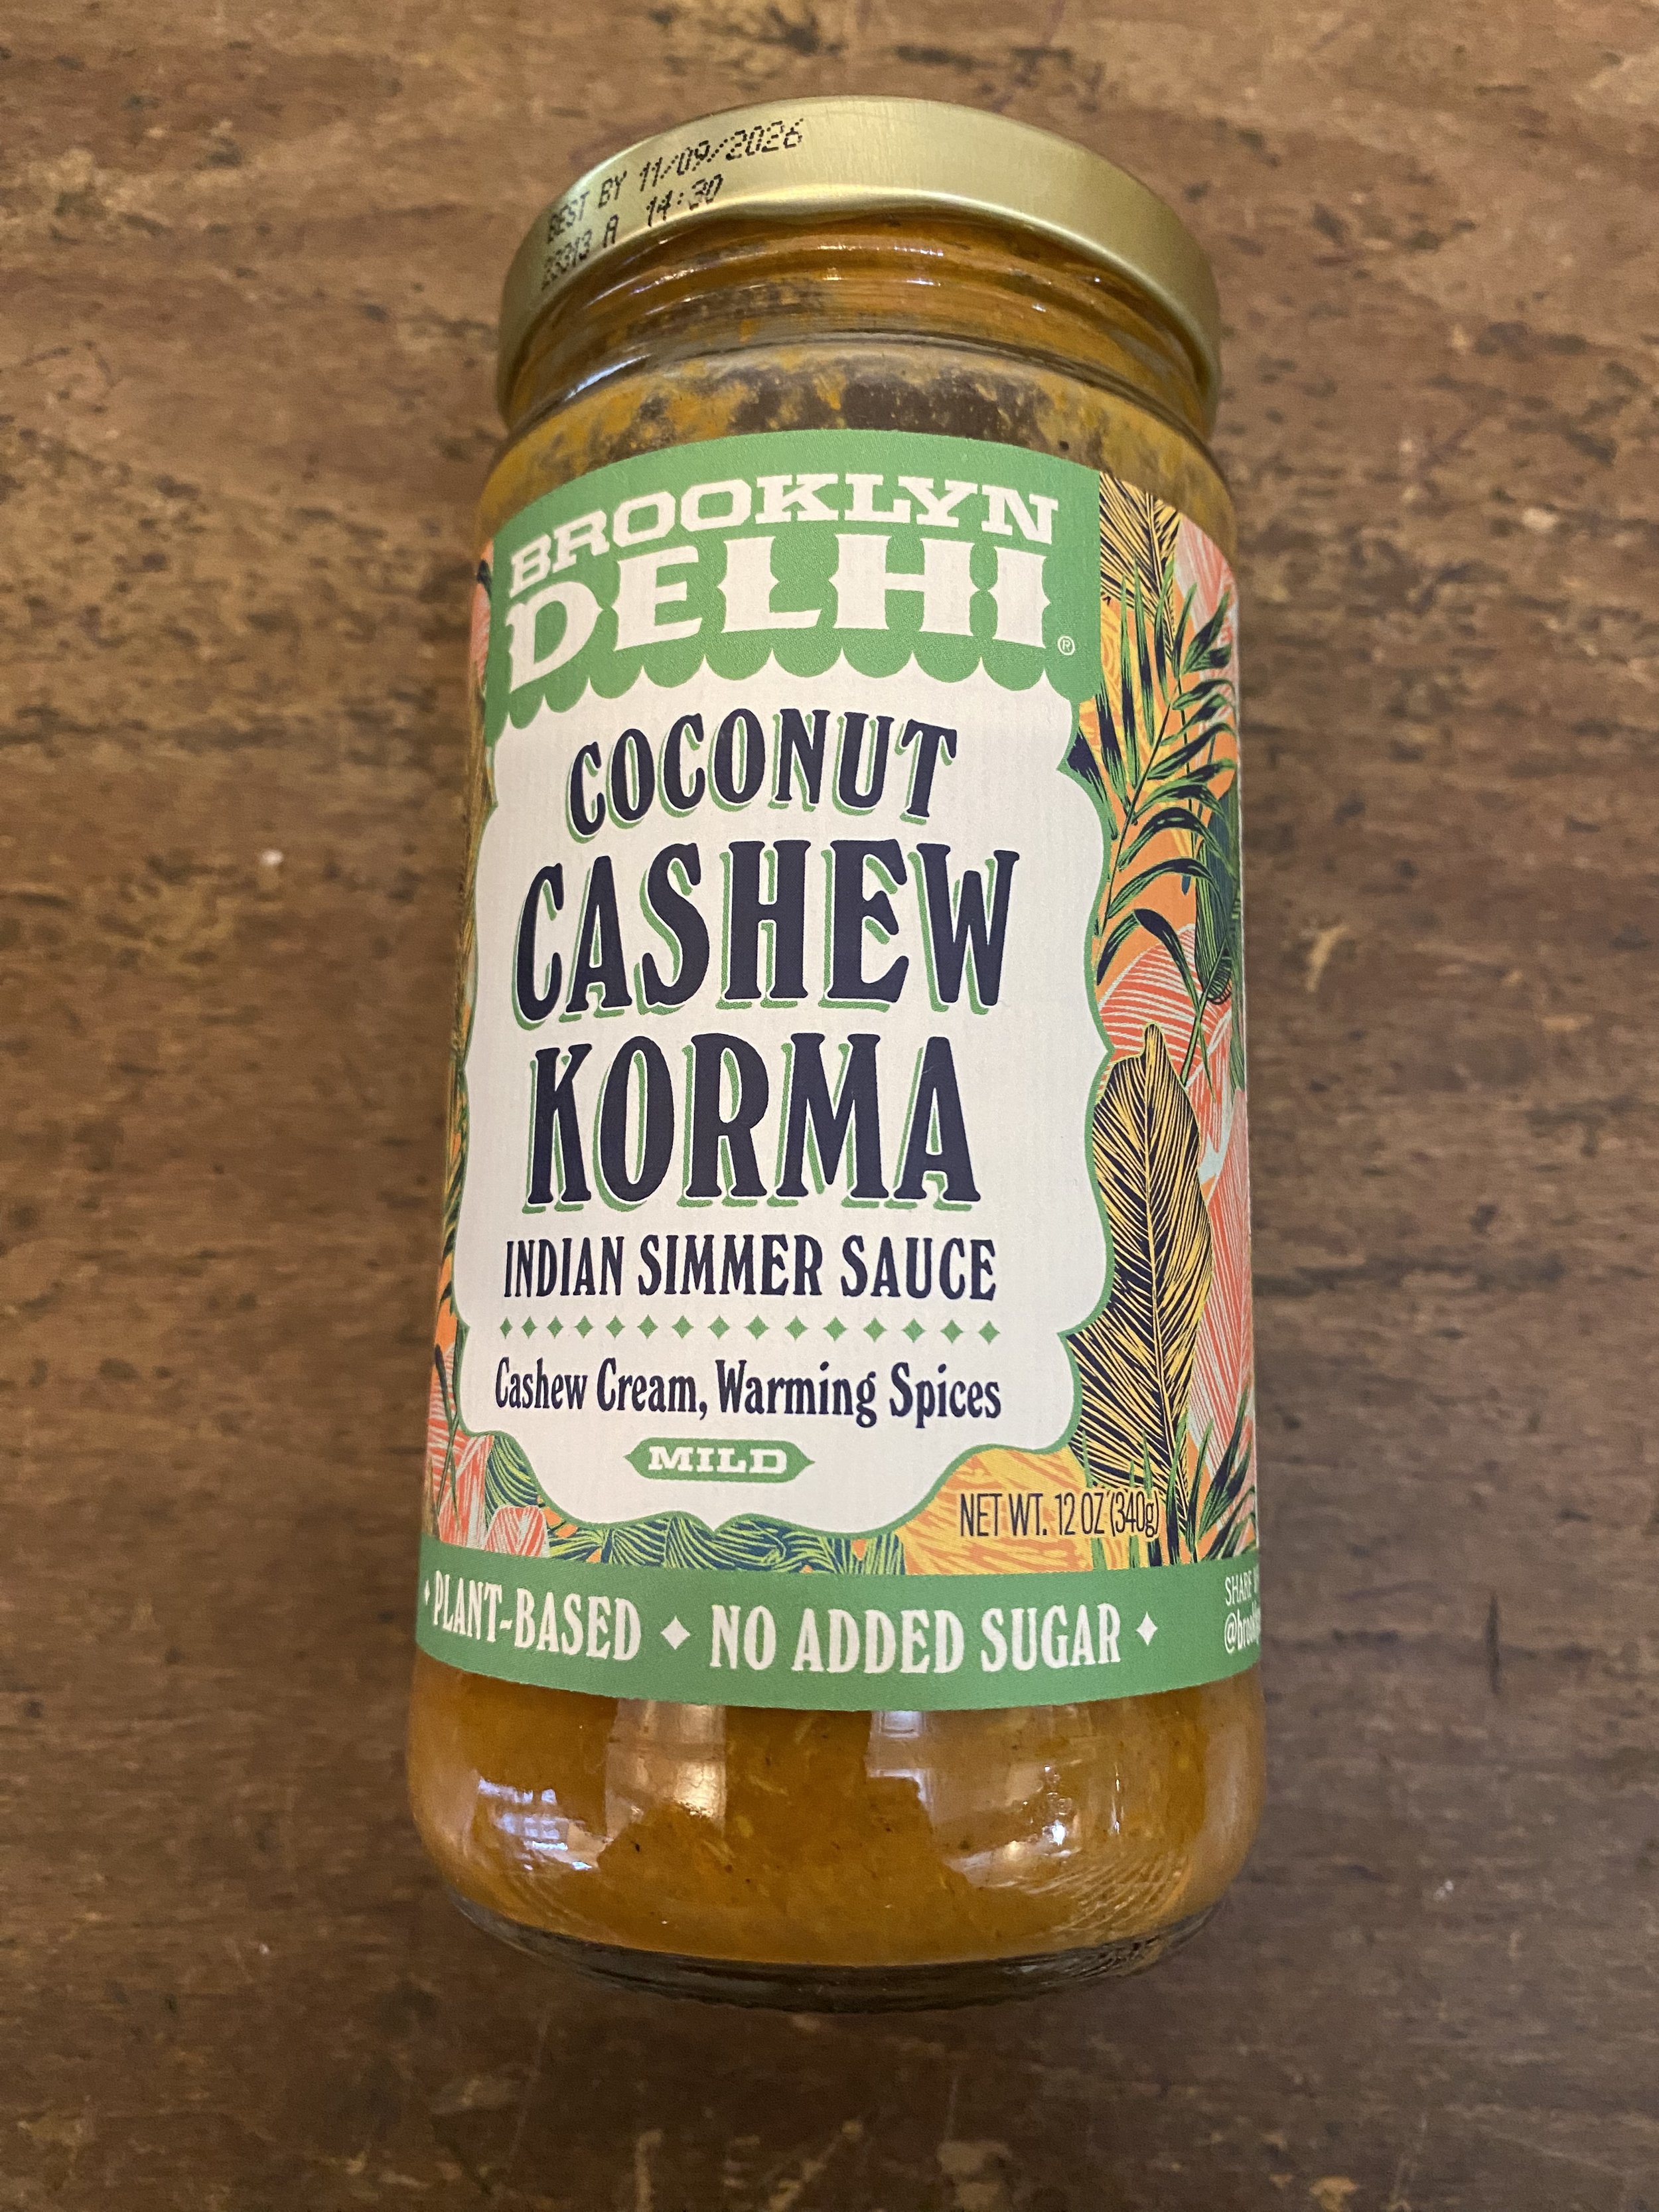 BEST BY 11/09/2026
23313 A 14:30
BROOKLYN
DELHI®
COCONUT
CASHEW
KORMA
INDIAN SIMMER SAUCE
Cashew Cream, Warming Spices
MILD
NET WT. 12 OZ (340g)
PLANT-BASED ✦ NO ADDED SUGAR ✦
SHARE